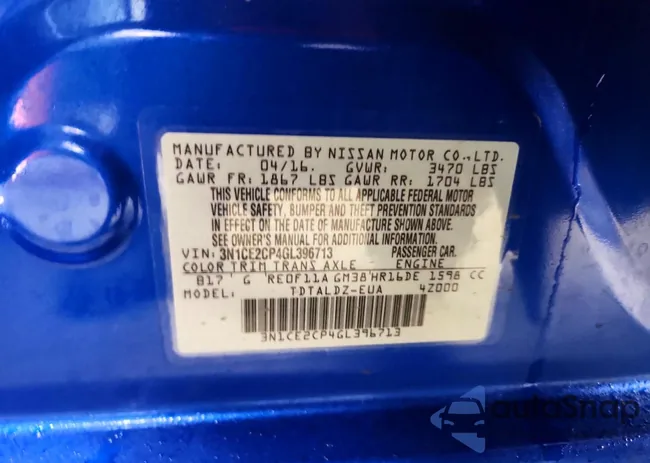 MANUFACTURED BY NISSAN MOTOR CO.,LTD.
DATE: 04/16. GVWR: 3470 LBS
GAWR FR: 1867 LBS GAWR RR: 1704 LBS
THIS VEHICLE CONFORMS TO ALL APPLICABLE FEDERAL MOTOR
VEHICLE SAFETY, BUMPER AND THEFT PREVENTION STANDARDS
IN EFFECT ON THE DATE OF MANUFACTURE SHOWN ABOVE.
SEE OWNER'S MANUAL FOR ADDITIONAL INFORMATION.
VIN: 3N1CE2CP4GL396713 PASSENGER CAR.
COLOR TRIM TRANS AXLE ENGINE
B17 G RE0F11A GM38 HR16DE 1598 CC
MODEL: TDTALDZ-EUA 4Z000
3N1CE2CP4GL396713
autoSnap